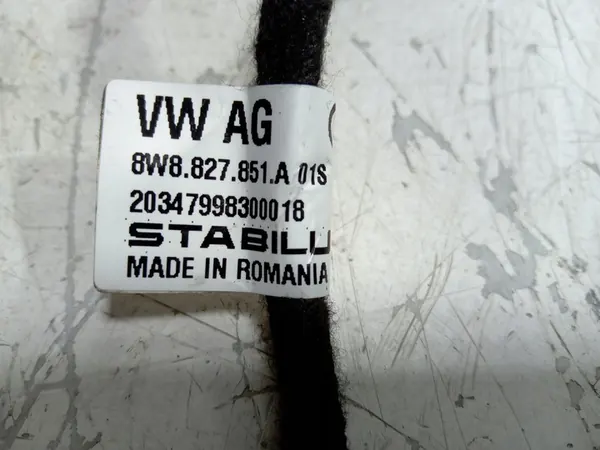 VW AG
8W8.827.851.A 01S
20347998300018
STABILU
MADE IN ROMANIA